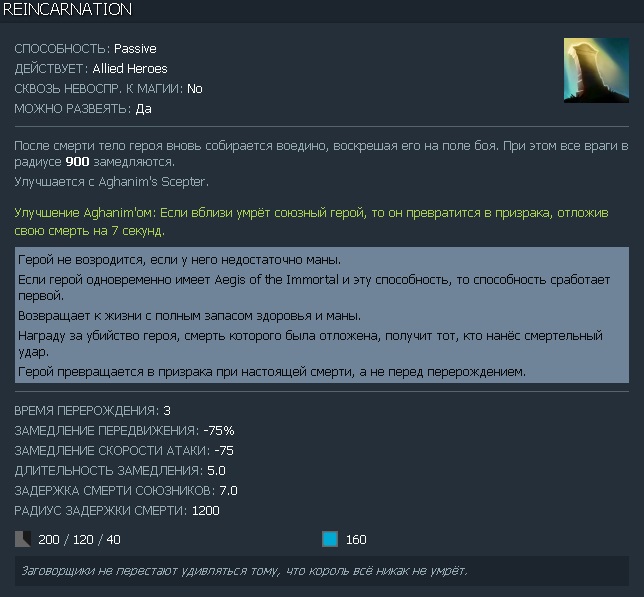 REINCARNATION
СПОСОБНОСТЬ: Passive
ДЕЙСТВУЕТ: Allied Heroes
СКВОЗЬ НЕВОСПР. К МАГИИ: No
МОЖНО РАЗВЕЯТЬ: Да
После смерти тело героя вновь собирается воедино, воскрешая его на поле боя. При этом все враги в
радиусе 900 замедляются.
Улучшается с Aghanim's Scepter.
Улучшение Aghanim'ом: Если вблизи умрёт союзный герой, то он превратится в призрака, отложив
свою смерть на 7 секунд.
Герой не возродится, если у него недостаточно маны.
Если герой одновременно имеет Aegis of the Immortal и эту способность, то способность сработает
первой.
Возвращает к жизни с полным запасом здоровья и маны.
Награду за убийство героя, смерть которого была отложена, получит тот, кто нанёс смертельный
удар.
Герой превращается в призрака при настоящей смерти, а не перед перерождением.
ВРЕМЯ ПЕРЕРОЖДЕНИЯ: 3
ЗАМЕДЛЕНИЕ ПЕРЕДВИЖЕНИЯ: -75%
ЗАМЕДЛЕНИЕ СКОРОСТИ АТАКИ: -75
ДЛИТЕЛЬНОСТЬ ЗАМЕДЛЕНИЯ: 5.0
ЗАДЕРЖКА СМЕРТИ СОЮЗНИКОВ: 7.0
РАДИУС ЗАДЕРЖКИ СМЕРТИ: 1200
200 / 120 / 40 160
Заговорщики не перестают удивляться тому, что король всё никак не умрёт.